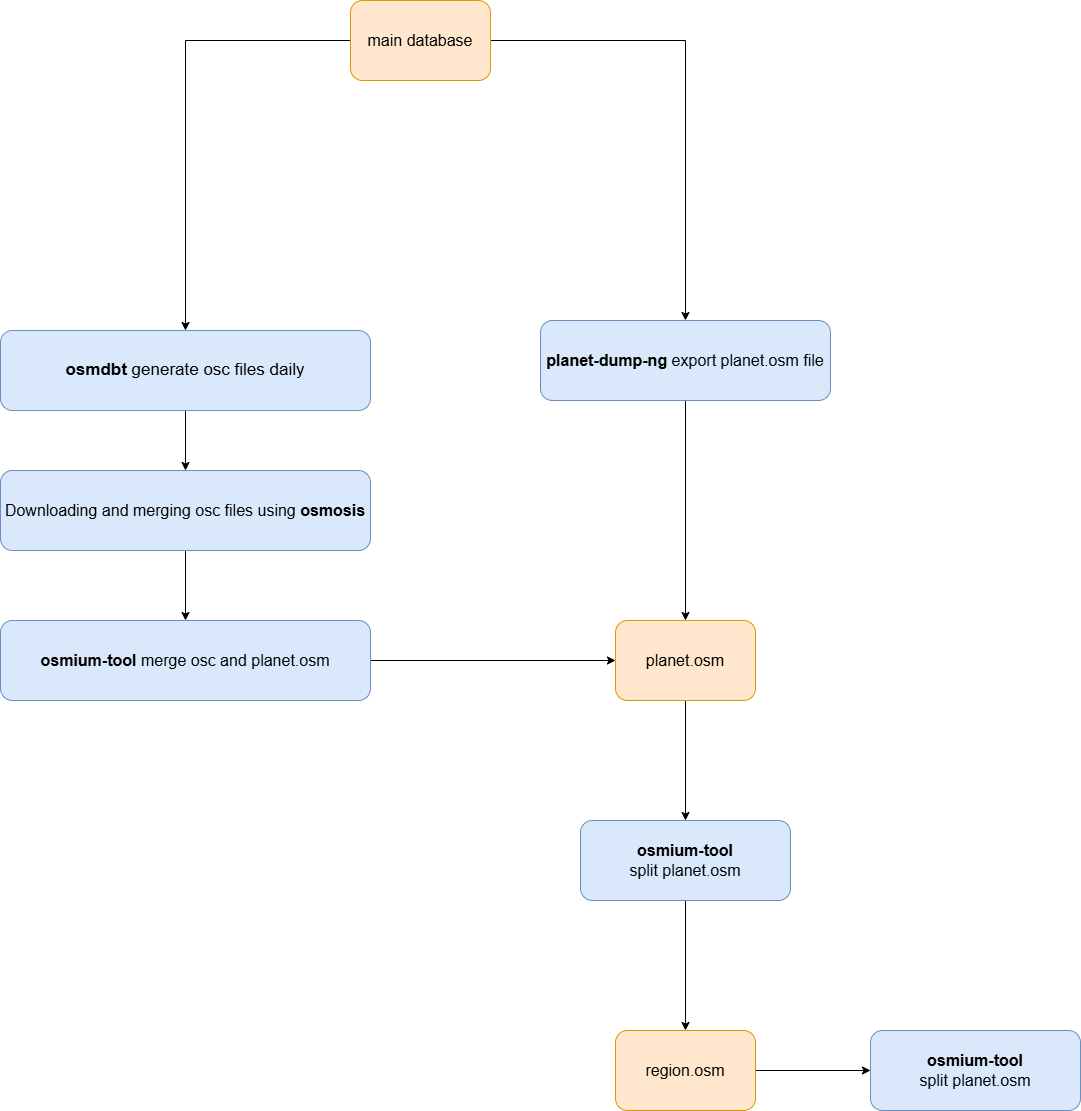 main database
osmdbt generate osc files daily
planet-dump-ng export planet.osm file
Downloading and merging osc files using osmosis
osmium-tool merge osc and planet.osm
planet.osm
osmium-tool
split planet.osm
region.osm
osmium-tool
split planet.osm